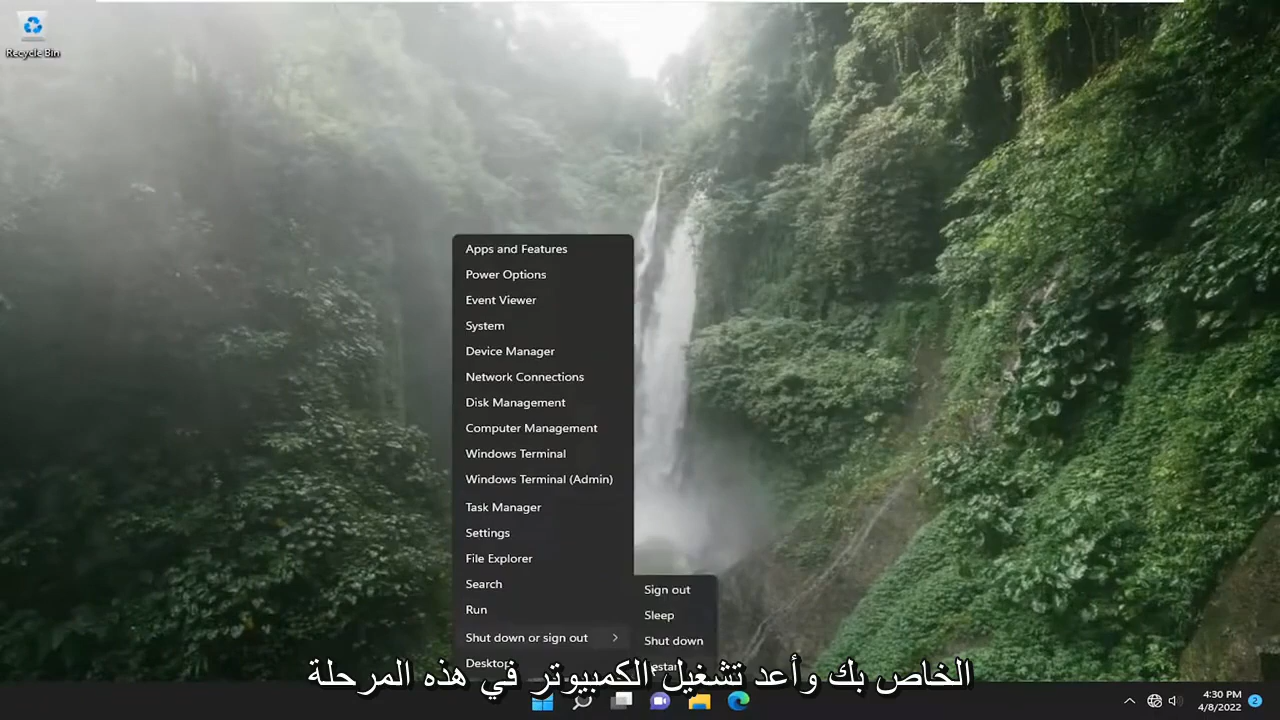 Recycle Bin
Apps and Features
Power Options
Event Viewer
System
Device Manager
Network Connections
Disk Management
Computer Management
Windows Terminal
Windows Terminal (Admin)
Task Manager
Settings
File Explorer
Search
Run
Shut down or sign out
Desktop
Sign out
Sleep
Shut down
الخاص بك وأعد تشغيل الكمبيوتر في هذه المرحلة
4:30 PM
4/8/2022
2